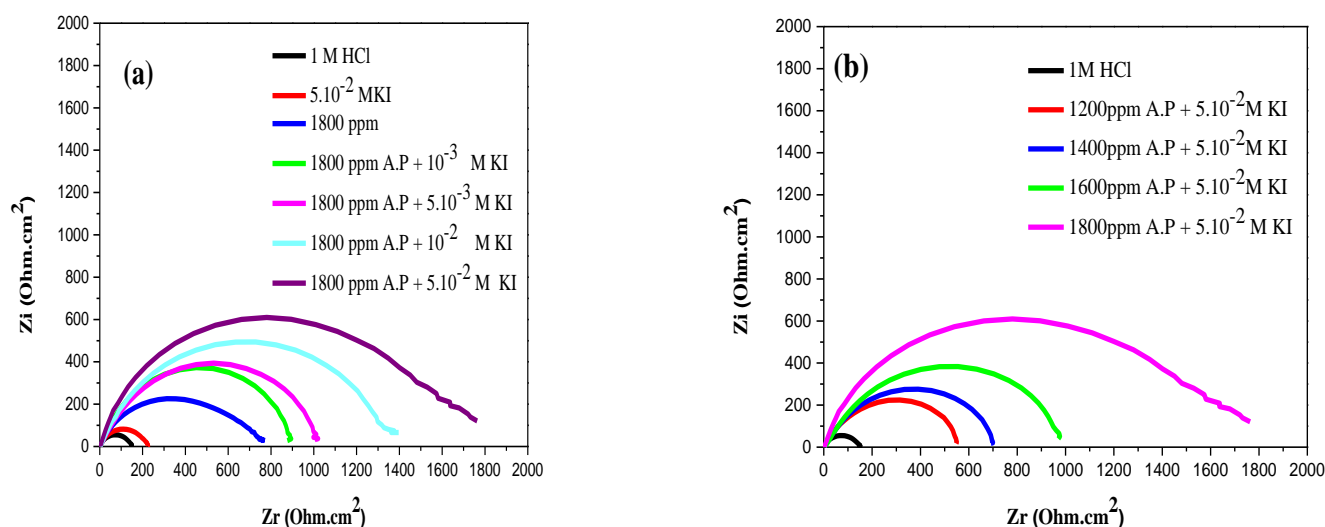 (a)
1 M HCl
5.10⁻² MKI
1800 ppm
1800 ppm A.P + 10⁻³ M KI
1800 ppm A.P + 5.10⁻³ M KI
1800 ppm A.P + 10⁻² M KI
1800 ppm A.P + 5.10⁻² M KI
Zi (Ohm.cm²)
2000
1800
1600
1400
1200
1000
800
600
400
200
0
0 200 400 600 800 1000 1200 1400 1600 1800 2000
Zr (Ohm.cm²)
(b)
1M HCl
1200ppm A.P + 5.10⁻²M KI
1400ppm A.P + 5.10⁻²M KI
1600ppm A.P + 5.10⁻²M KI
1800ppm A.P + 5.10⁻² M KI
Zi (Ohm.cm²)
2000
1800
1600
1400
1200
1000
800
600
400
200
0
0 200 400 600 800 1000 1200 1400 1600 1800 2000
Zr (Ohm.cm²)